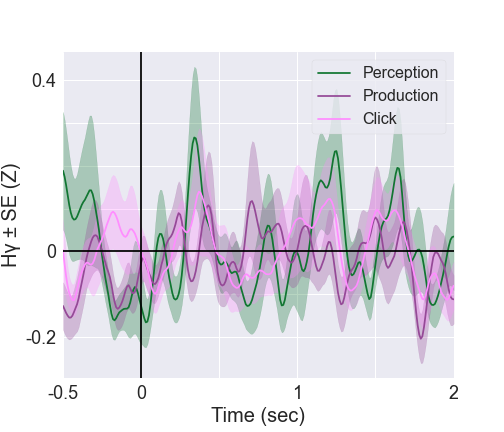 Perception
Production
Click
0.4
0
-0.2
Hγ ± SE (Z)
-0.5 0 1 2
Time (sec)